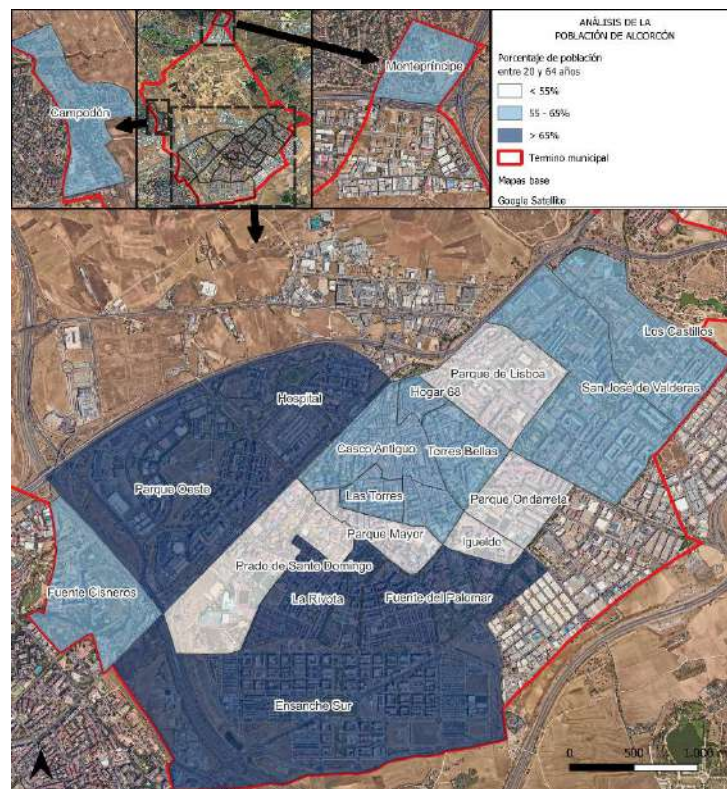 ANÁLISIS DE LA
POBLACIÓN DE ALCORCÓN
Porcentaje de población
entre 20 y 64 años
< 55%
55 - 65%
> 65%
Termino municipal
Mapas base
Google Satellite
Campodón
Montepríncipe
Los Castillos
Parque de Lisboa
San José de Valderas
Hogar 68
Hospital
Casco Antiguo
Torres Bellas
Parque Oeste
Las Torres
Parque Ondarreta
Parque Mayor
Igueldo
Prado de Santo Domingo
Fuente Cisneros
La Rivota
Fuente del Palomar
Ensanche Sur
0
500
1.000 m